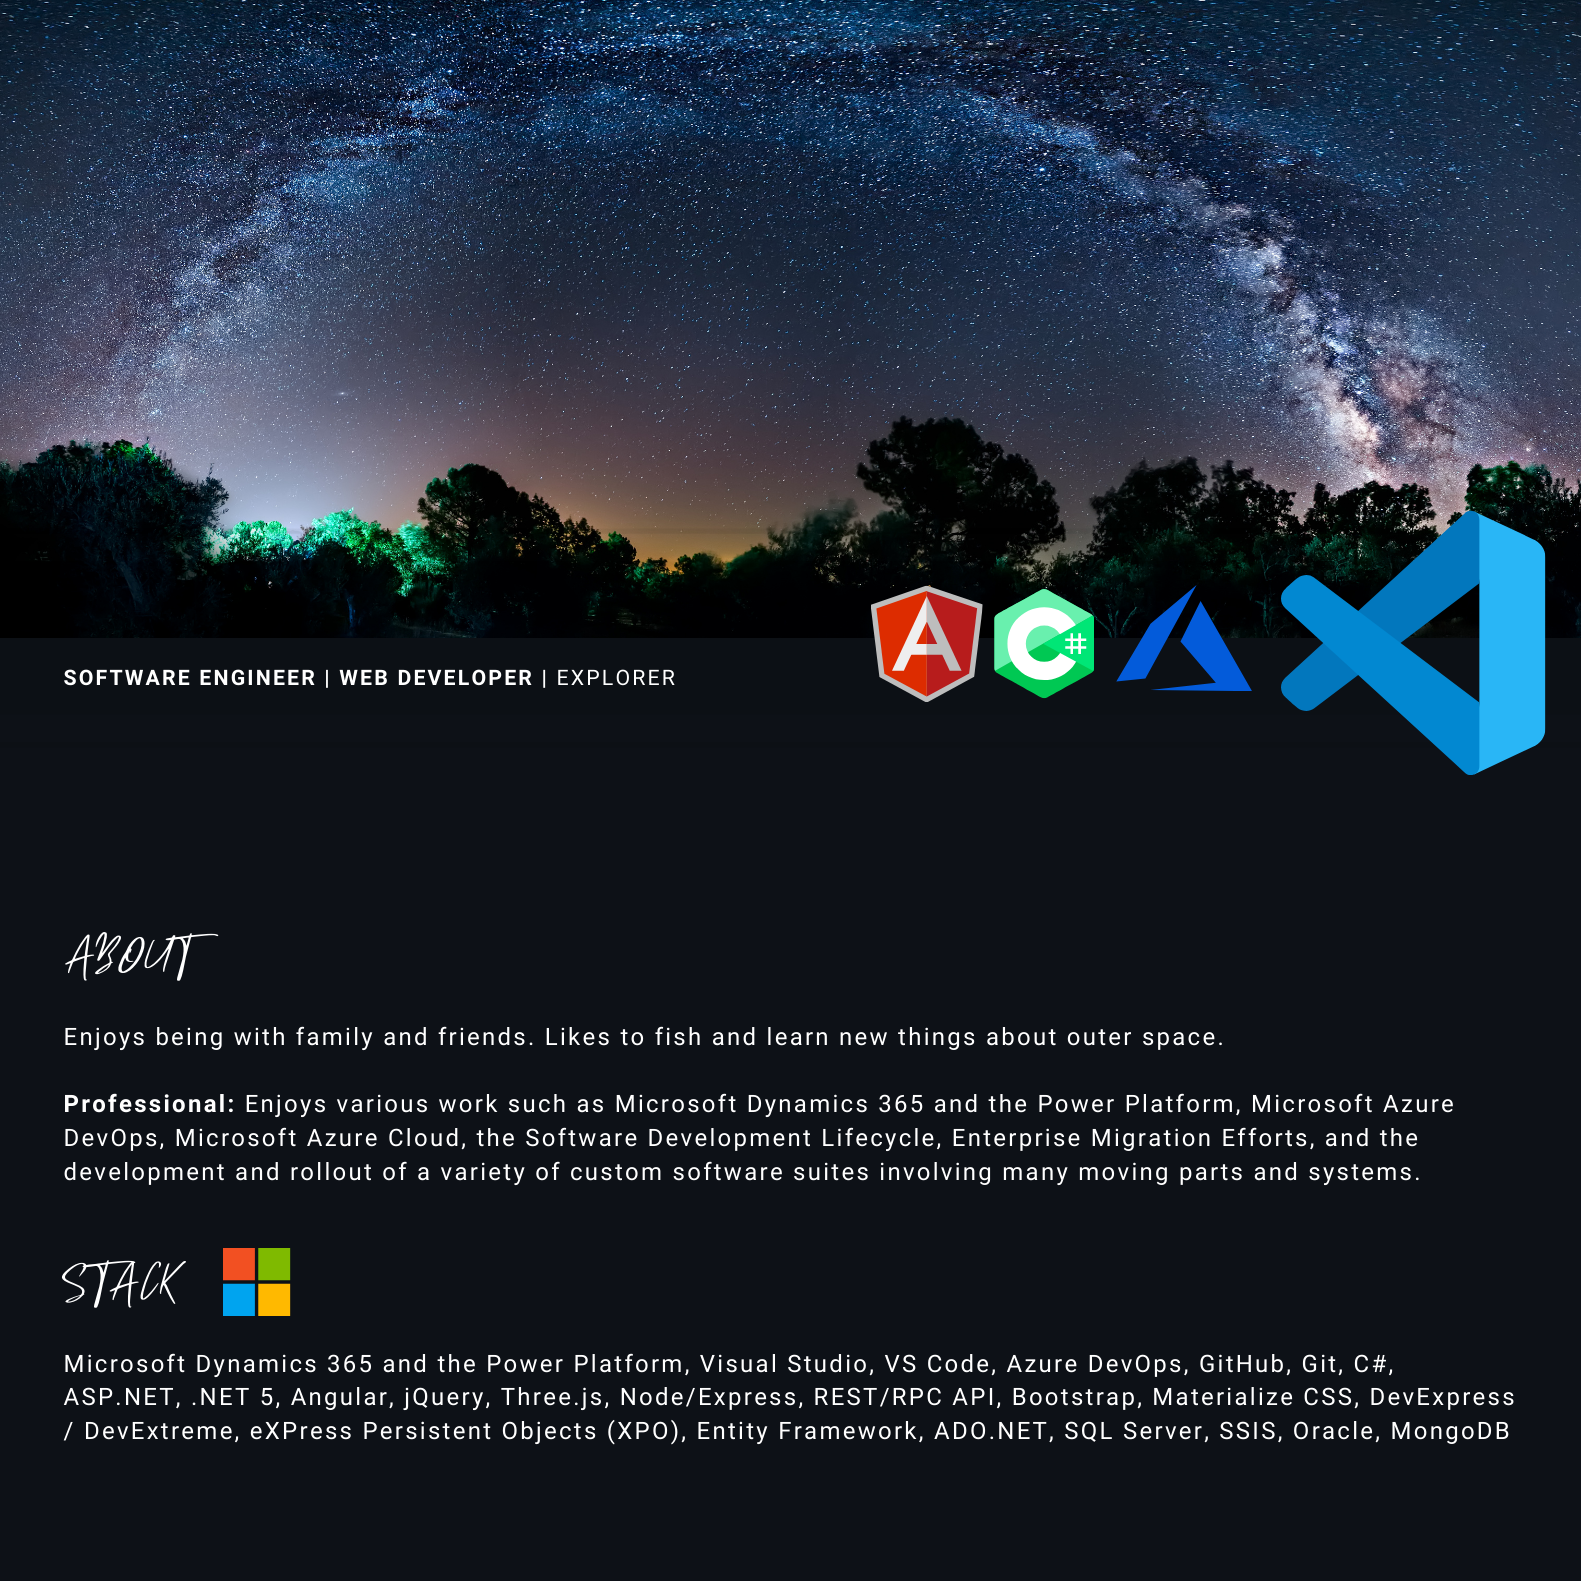 SOFTWARE ENGINEER | WEB DEVELOPER | EXPLORER
A C #
ABOUT
Enjoys being with family and friends. Likes to fish and learn new things about outer space.
Professional: Enjoys various work such as Microsoft Dynamics 365 and the Power Platform, Microsoft Azure
DevOps, Microsoft Azure Cloud, the Software Development Lifecycle, Enterprise Migration Efforts, and the
development and rollout of a variety of custom software suites involving many moving parts and systems.
STACK
Microsoft Dynamics 365 and the Power Platform, Visual Studio, VS Code, Azure DevOps, GitHub, Git, C#,
ASP.NET, .NET 5, Angular, jQuery, Three.js, Node/Express, REST/RPC API, Bootstrap, Materialize CSS, DevExpress
/ DevExtreme, eXPress Persistent Objects (XPO), Entity Framework, ADO.NET, SQL Server, SSIS, Oracle, MongoDB